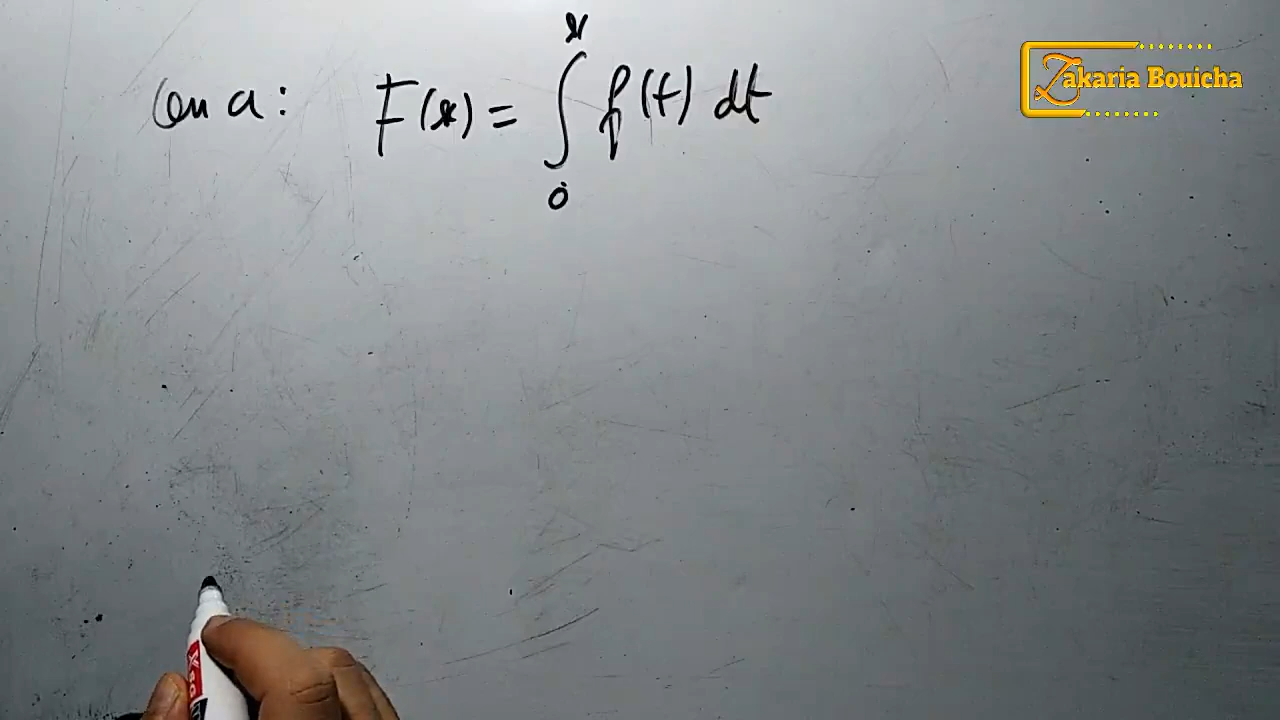 on a : F(x) = ∫₀ˣ f(t) dt
Zakaria Bouicha